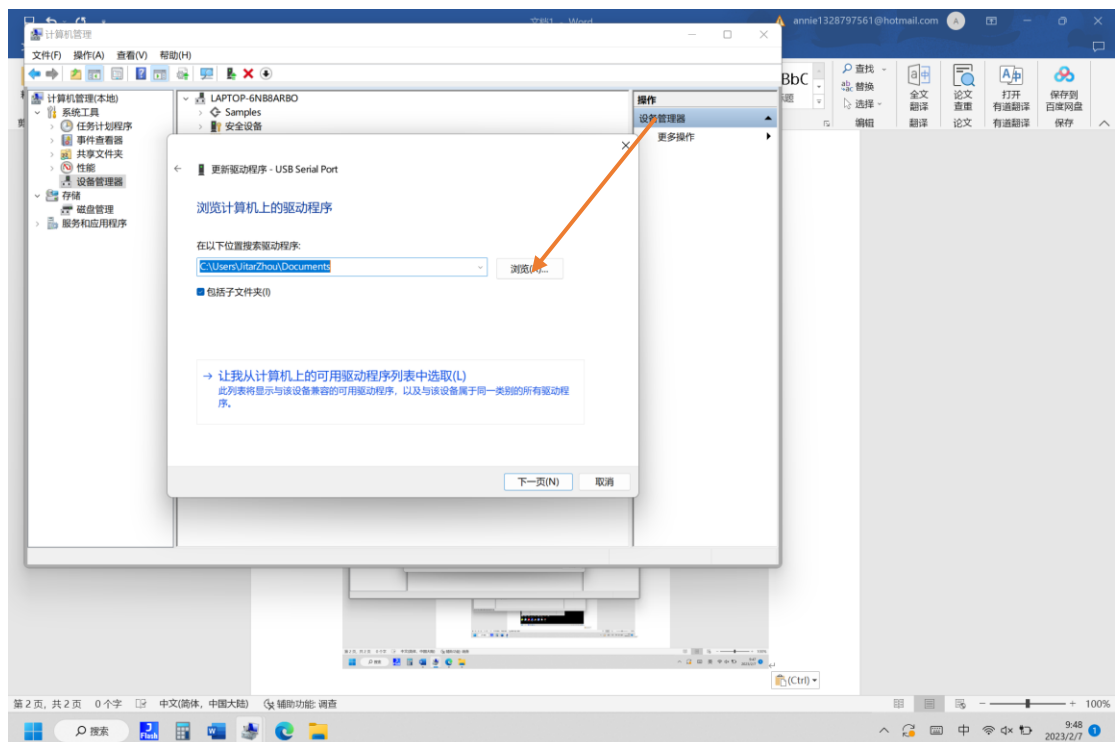 文档1 - Word
annie1328797561@hotmail.com
A
计算机管理
文件(F) 操作(A) 查看(V) 帮助(H)
BbC
查找
替换
选择
编辑
全文
翻译
翻译
论文
查重
论文
打开
有道翻译
有道翻译
保存到
百度网盘
保存
计算机管理(本地)
系统工具
任务计划程序
事件查看器
共享文件夹
性能
设备管理器
存储
磁盘管理
服务和应用程序
LAPTOP-6NB8ARBO
Samples
安全设备
操作
设备管理器
更多操作
更新驱动程序 - USB Serial Port
浏览计算机上的驱动程序
在以下位置搜索驱动程序:
C:\Users\JitarZhou\Documents
浏览(R)...
包括子文件夹(I)
让我从计算机上的可用驱动程序列表中选取(L)
此列表将显示与该设备兼容的可用驱动程序，以及与该设备属于同一类别的所有驱动程
序。
下一页(N) 取消
(Ctrl)
第2页，共2页 0个字 中文(简体，中国大陆) 辅助功能: 调查
100%
搜索
Flash
中
9:48
2023/2/7
1